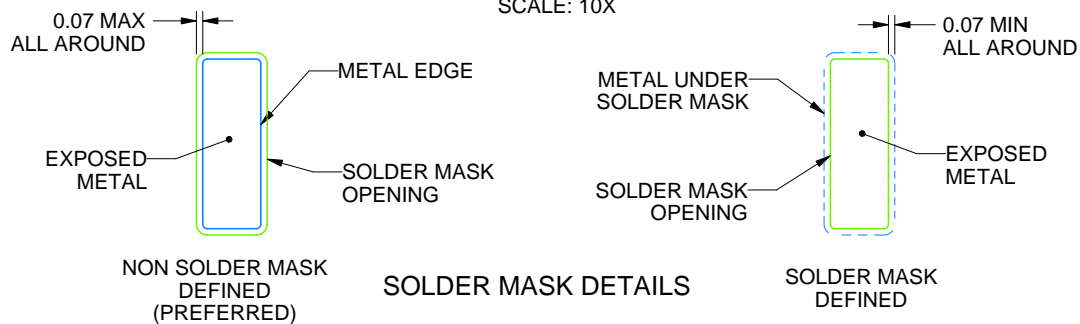 SCALE: 10X
0.07 MAX
ALL AROUND
METAL EDGE
EXPOSED
METAL
SOLDER MASK
OPENING
NON SOLDER MASK
DEFINED
(PREFERRED)
SOLDER MASK DETAILS
0.07 MIN
ALL AROUND
METAL UNDER
SOLDER MASK
SOLDER MASK
OPENING
EXPOSED
METAL
SOLDER MASK
DEFINED